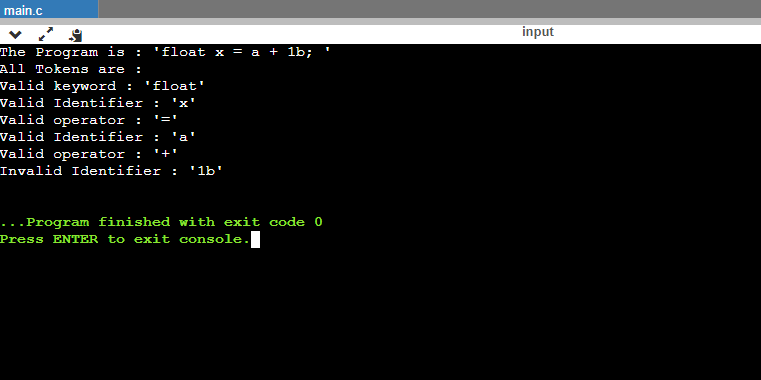 main.c
input
The Program is : 'float x = a + 1b; '
All Tokens are :
Valid keyword : 'float'
Valid Identifier : 'x'
Valid operator : '='
Valid Identifier : 'a'
Valid operator : '+'
Invalid Identifier : '1b'
...Program finished with exit code 0
Press ENTER to exit console.